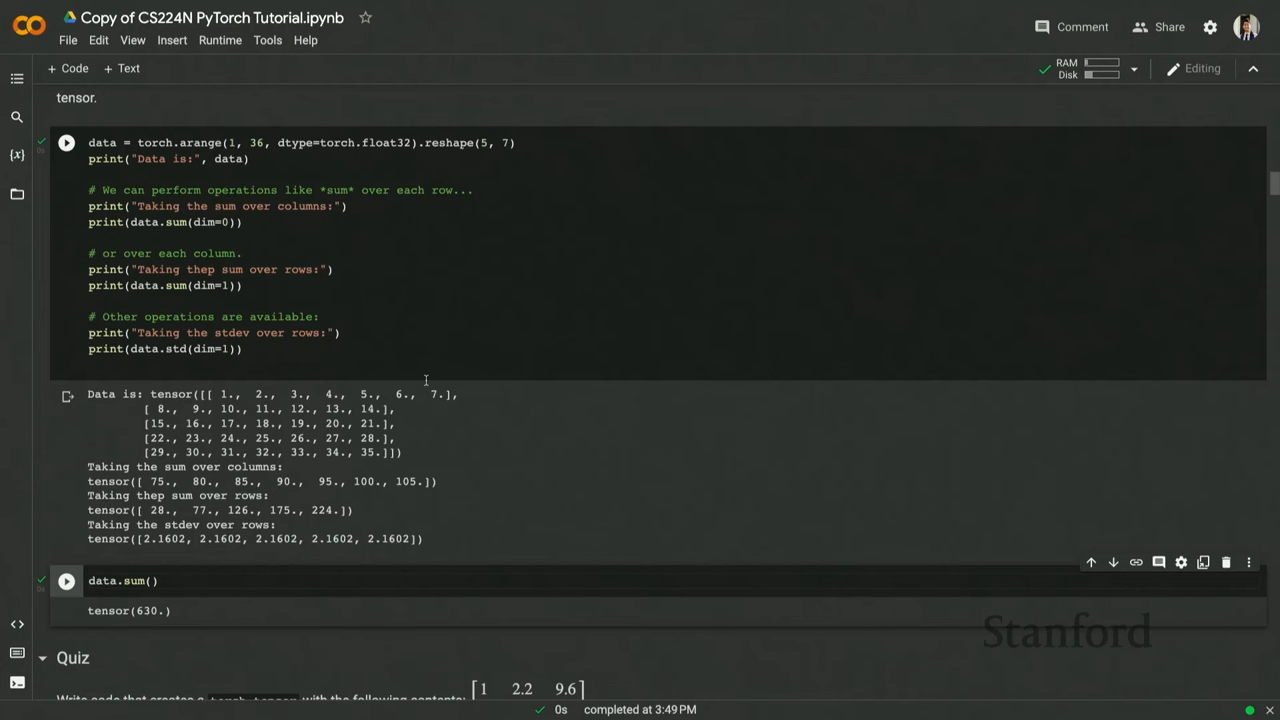 Copy of CS224N PyTorch Tutorial.ipynb
File Edit View Insert Runtime Tools Help
Comment Share
+ Code + Text
RAM
Disk
Editing
tensor.
data = torch.arange(1, 36, dtype=torch.float32).reshape(5, 7)
print("Data is:", data)
# We can perform operations like *sum* over each row...
print("Taking the sum over columns:")
print(data.sum(dim=0))
# or over each column.
print("Taking thep sum over rows:")
print(data.sum(dim=1))
# Other operations are available:
print("Taking the stdev over rows:")
print(data.std(dim=1))
Data is: tensor([[ 1., 2., 3., 4., 5., 6., 7.],
[ 8., 9., 10., 11., 12., 13., 14.],
[15., 16., 17., 18., 19., 20., 21.],
[22., 23., 24., 25., 26., 27., 28.],
[29., 30., 31., 32., 33., 34., 35.]])
Taking the sum over columns:
tensor([ 75., 80., 85., 90., 95., 100., 105.])
Taking thep sum over rows:
tensor([ 28., 77., 126., 175., 224.])
Taking the stdev over rows:
tensor([2.1602, 2.1602, 2.1602, 2.1602, 2.1602])
data.sum()
tensor(630.)
Stanford
Quiz
Write code that creates a torch.tensor with the following contents: [1 2.2 9.6]
0s completed at 3:49 PM